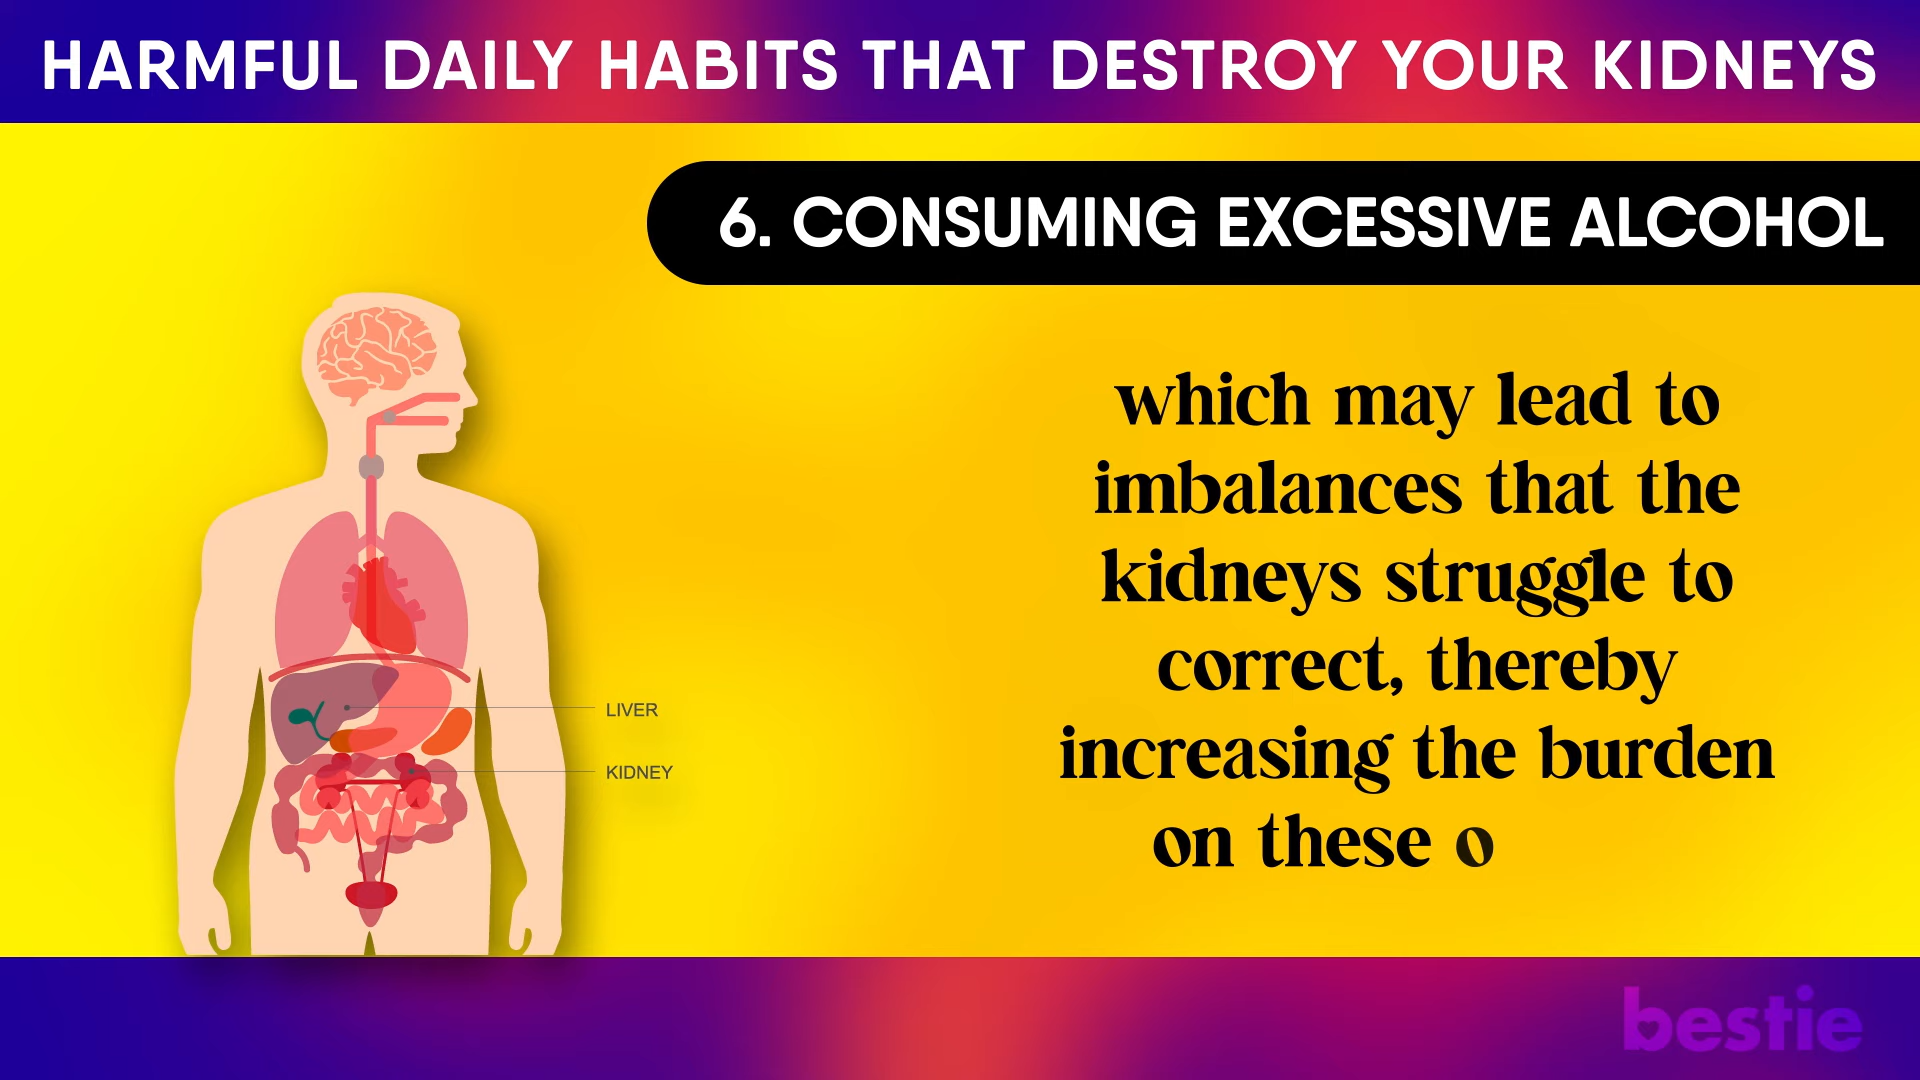 HARMFUL DAILY HABITS THAT DESTROY YOUR KIDNEYS
6. CONSUMING EXCESSIVE ALCOHOL
which may lead to
imbalances that the
kidneys struggle to
correct, thereby
increasing the burden
on these o
LIVER
KIDNEY
bestie